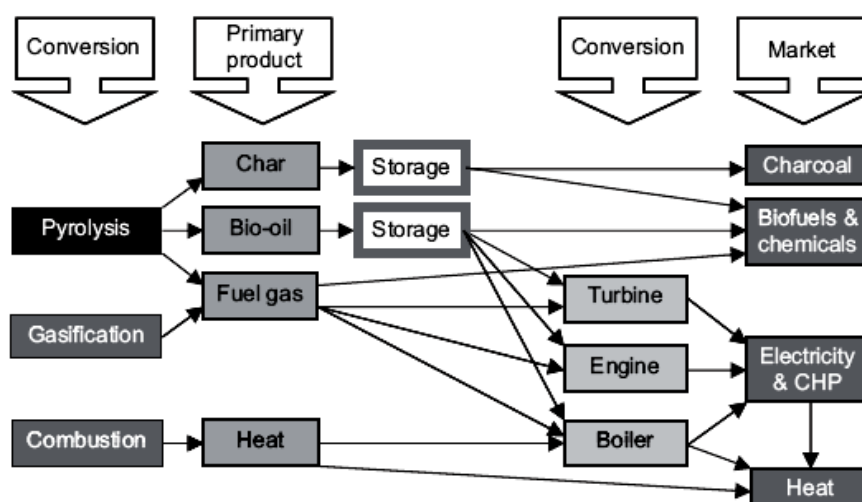 Conversion
Primary
product
Conversion
Market
Char
Storage
Charcoal
Pyrolysis
Bio-oil
Storage
Biofuels &
chemicals
Fuel gas
Turbine
Gasification
Engine
Electricity
& CHP
Combustion
Heat
Boiler
Heat